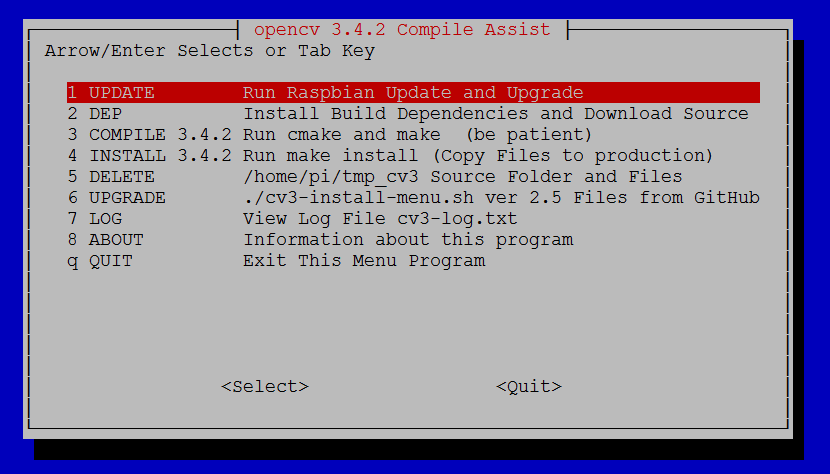 opencv 3.4.2 Compile Assist
Arrow/Enter Selects or Tab Key
1 UPDATE Run Raspbian Update and Upgrade
2 DEP Install Build Dependencies and Download Source
3 COMPILE 3.4.2 Run cmake and make (be patient)
4 INSTALL 3.4.2 Run make install (Copy Files to production)
5 DELETE /home/pi/tmp_cv3 Source Folder and Files
6 UPGRADE ./cv3-install-menu.sh ver 2.5 Files from GitHub
7 LOG View Log File cv3-log.txt
8 ABOUT Information about this program
q QUIT Exit This Menu Program
<Select> <Quit>